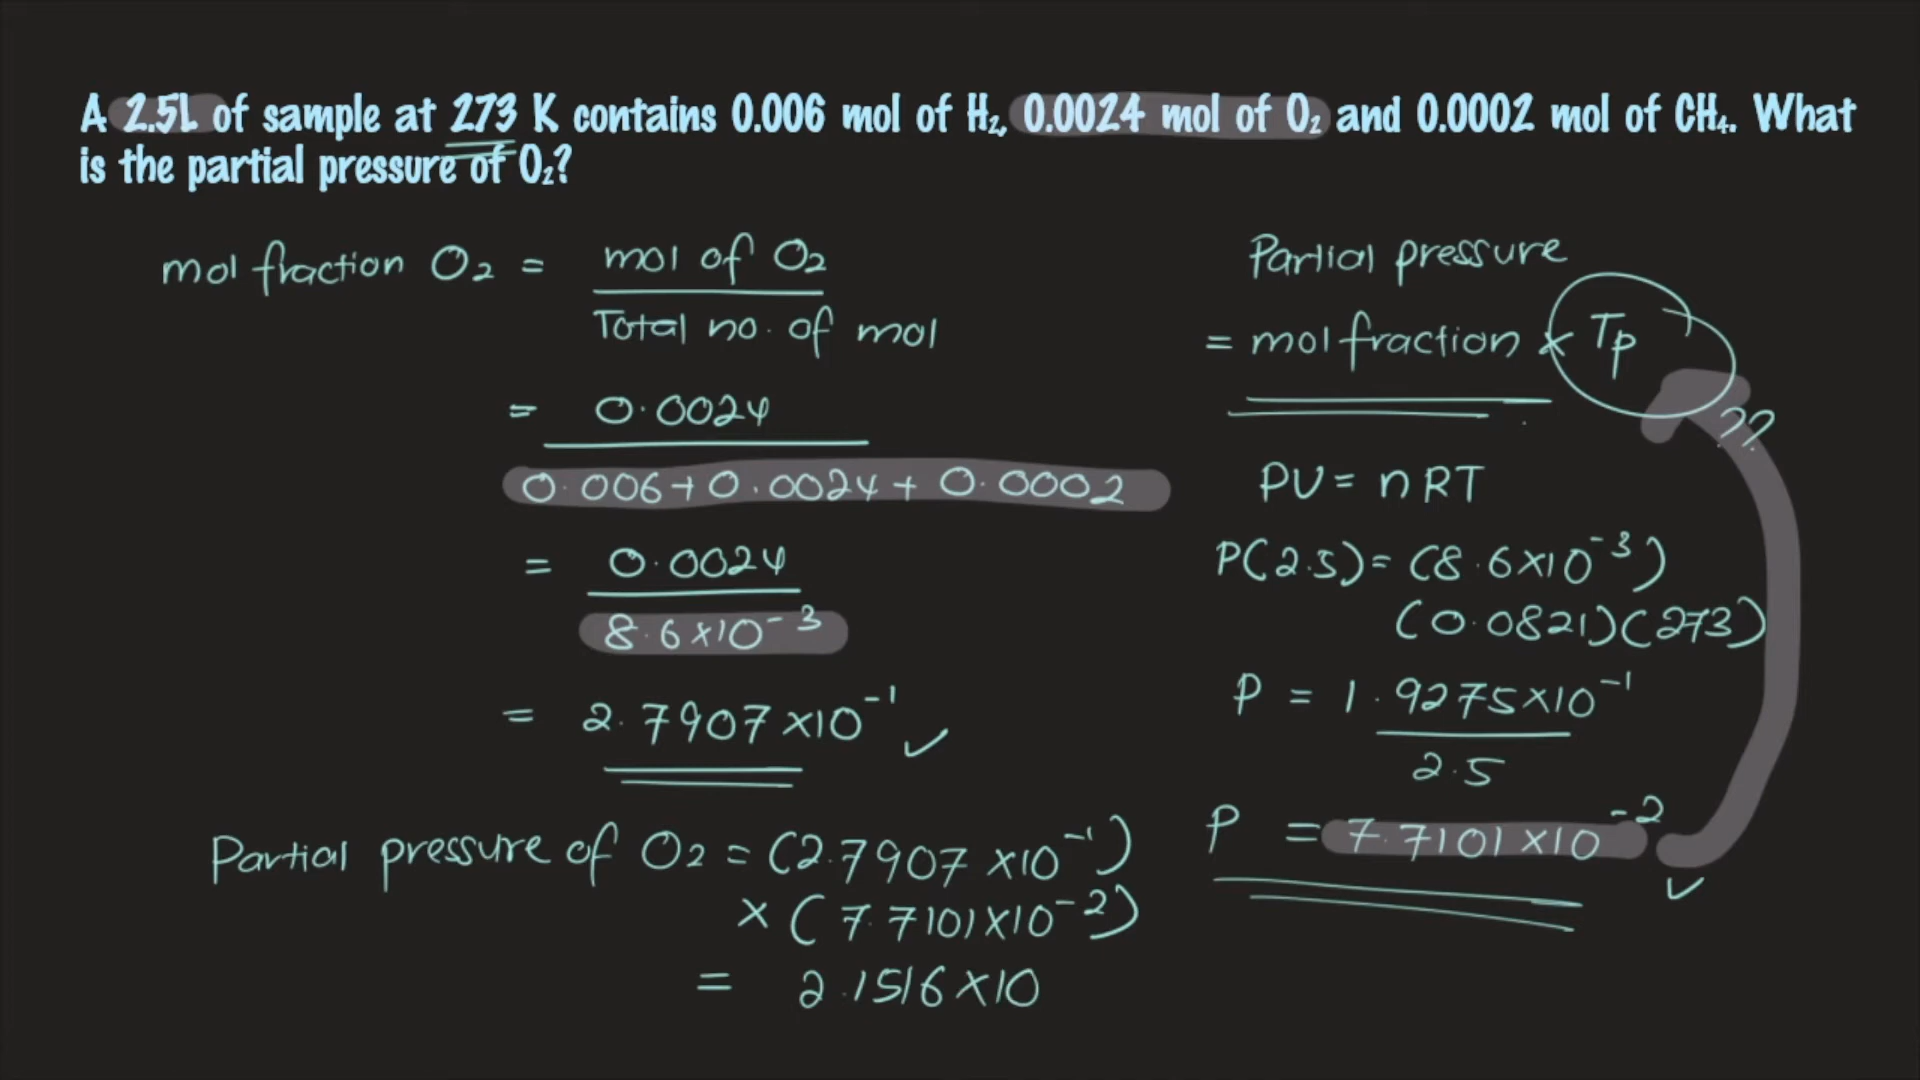 A 2.5L of sample at 273 K contains 0.006 mol of H₂, 0.0024 mol of O₂ and 0.0002 mol of CH₄. What
is the partial pressure of O₂?
mol fraction O₂ = mol of O₂
Total no. of mol
= 0.0024
0.006 + 0.0024 + 0.0002
= 0.0024
8.6 × 10⁻³
= 2.7907 × 10⁻¹ ✓
Partial pressure of O₂ = (2.7907 × 10⁻¹)
× (7.7101 × 10⁻²)
= 2.1516 × 10
Partial pressure
= mol fraction × Tp
??
PV = nRT
P(2.5) = (8.6 × 10⁻³)
(0.0821)(273)
P = 1.9275 × 10⁻¹
2.5
P = 7.7101 × 10⁻² ✓